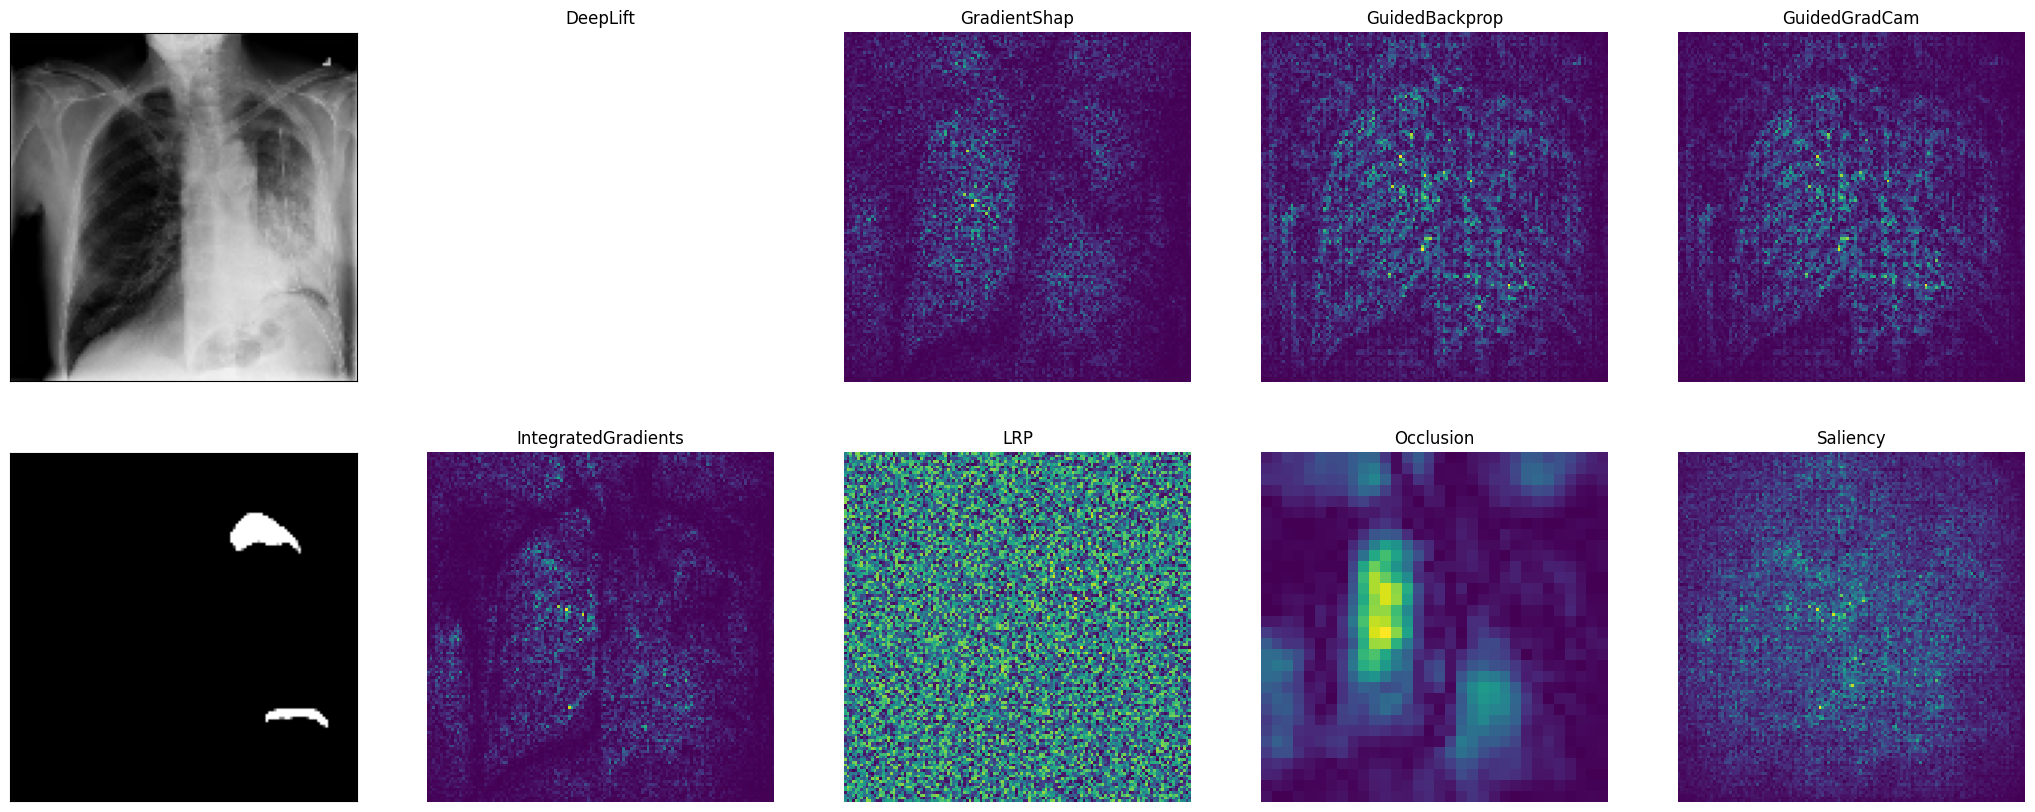 DeepLift
GradientShap
GuidedBackprop
GuidedGradCam
IntegratedGradients
LRP
Occlusion
Saliency